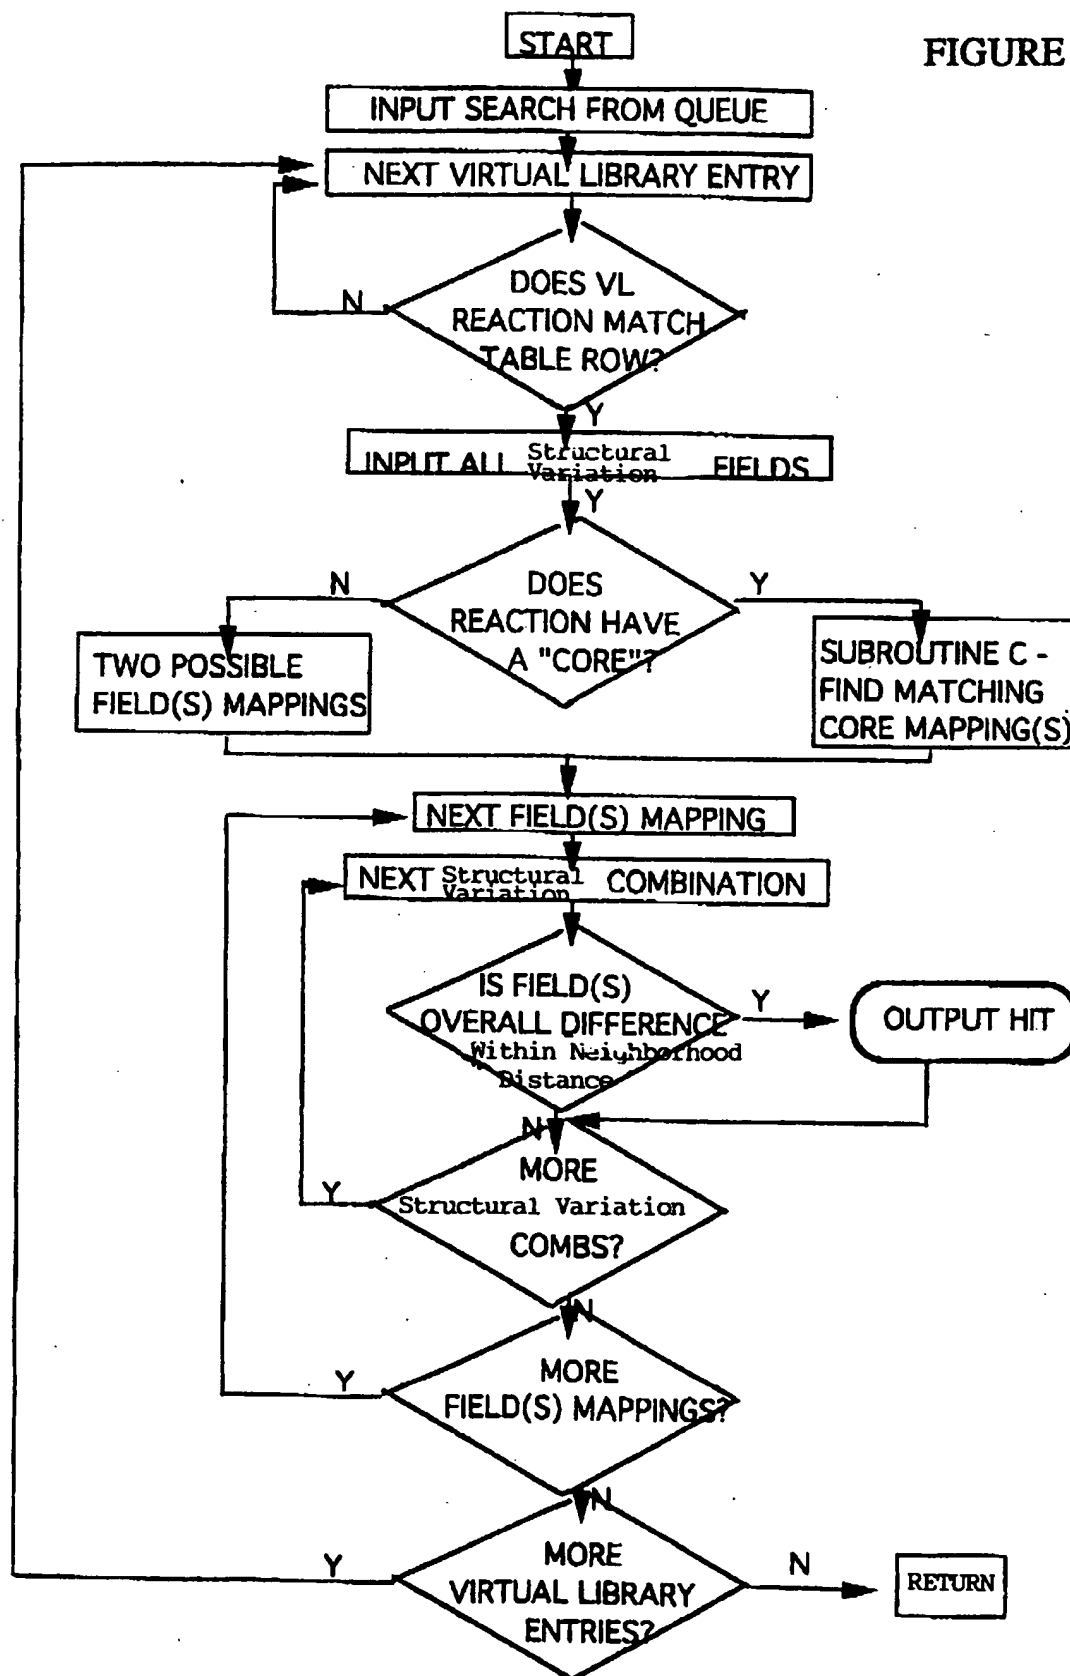 FIGURE
START
INPUT SEARCH FROM QUEUE
NEXT VIRTUAL LIBRARY ENTRY
DOES VL
REACTION MATCH
TABLE ROW?
N
Y
INPUT ALL Structural Variation FIELDS
Y
DOES
REACTION HAVE
A "CORE"?
N
Y
TWO POSSIBLE
FIELD(S) MAPPINGS
SUBROUTINE C -
FIND MATCHING
CORE MAPPING(S)
NEXT FIELD(S) MAPPING
NEXT Structural Variation COMBINATION
IS FIELD(S)
OVERALL DIFFERENCE
Within Neighborhood
Distance
Y
OUTPUT HIT
N
MORE
Structural Variation
COMBS?
Y
N
MORE
FIELD(S) MAPPINGS?
Y
N
MORE
VIRTUAL LIBRARY
ENTRIES?
Y
N
RETURN